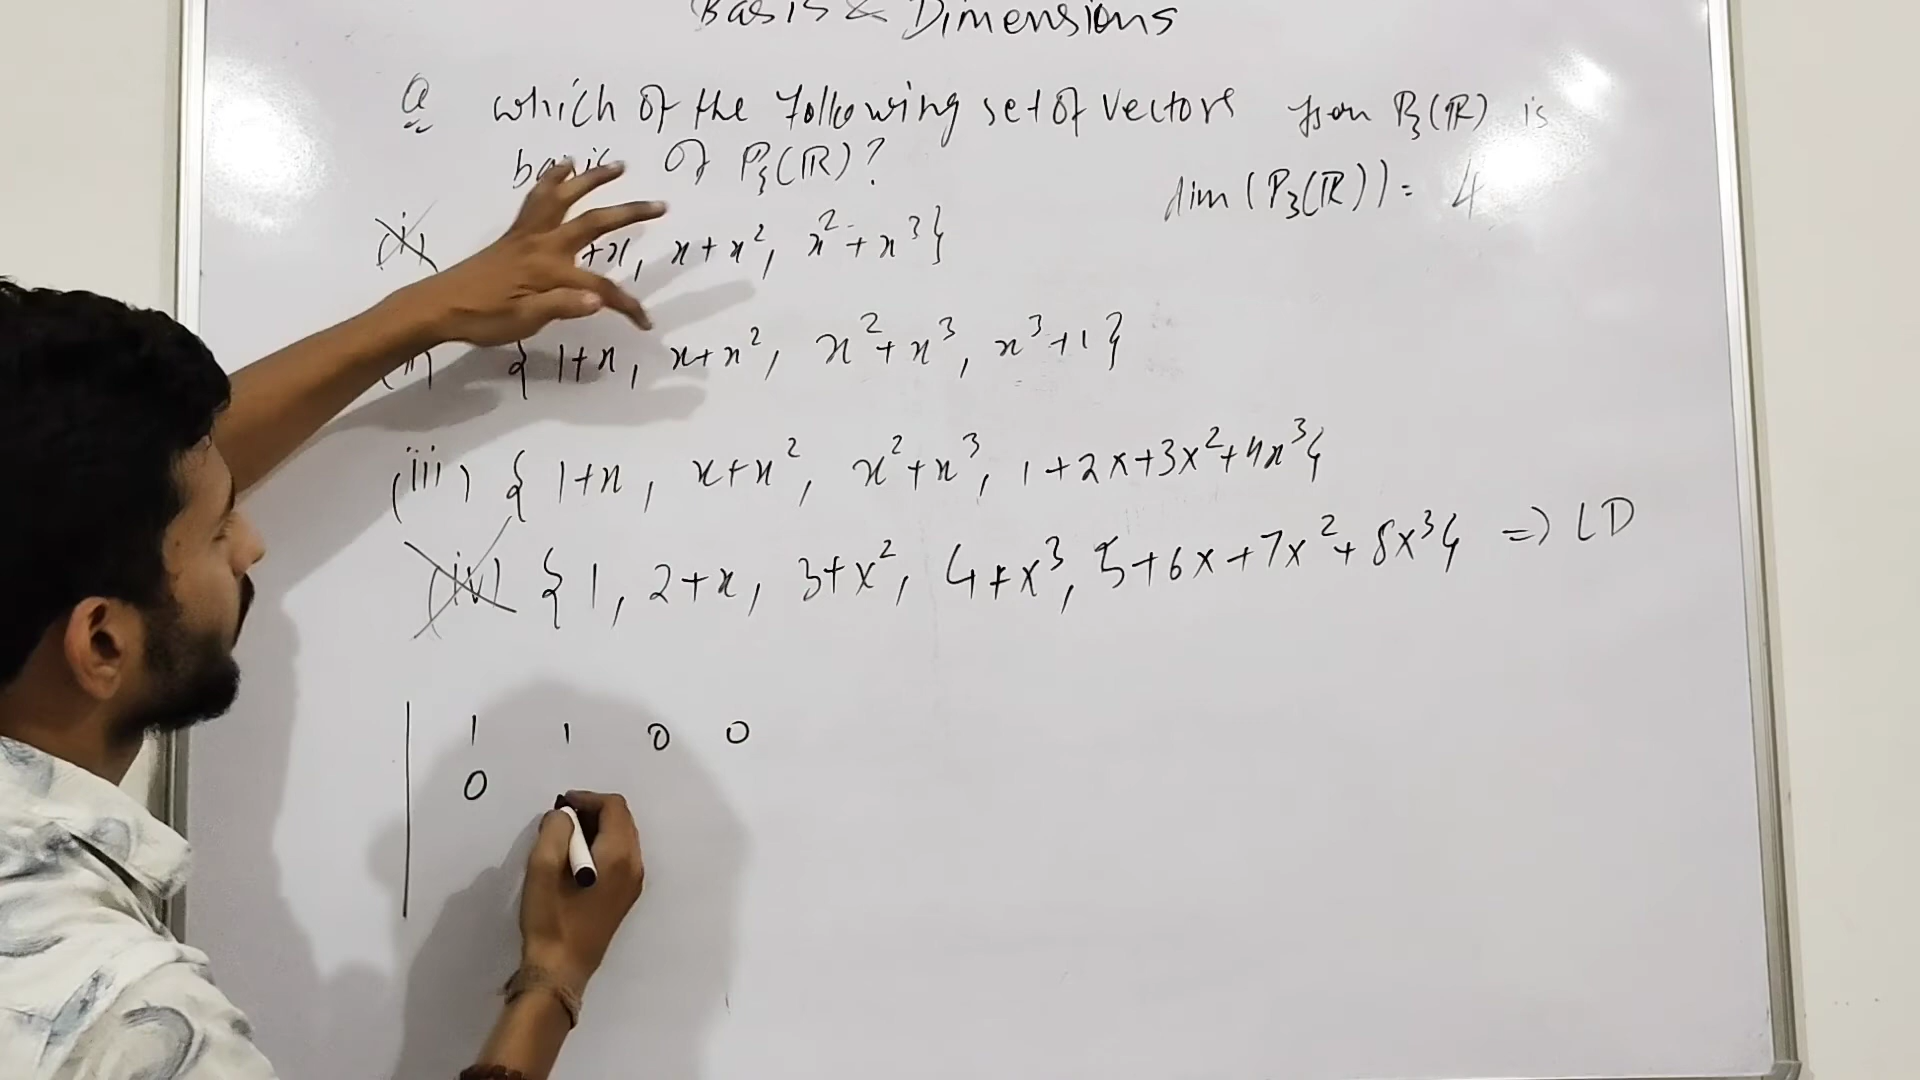 Basis & Dimensions
Q which of the following set of vectors from P₃(ℝ) is
basis of P₃(ℝ)?
dim (P₃(ℝ)) = 4
(i) +x, x+x², x²+x³}
{1+x, x+x², x²+x³, x³+1}
(iii) {1+x, x+x², x²+x³, 1+2x+3x²+4x³}
(iv) {1, 2+x, 3+x², 4+x³, 5+6x+7x²+8x³} => LD
1 1 0 0
0